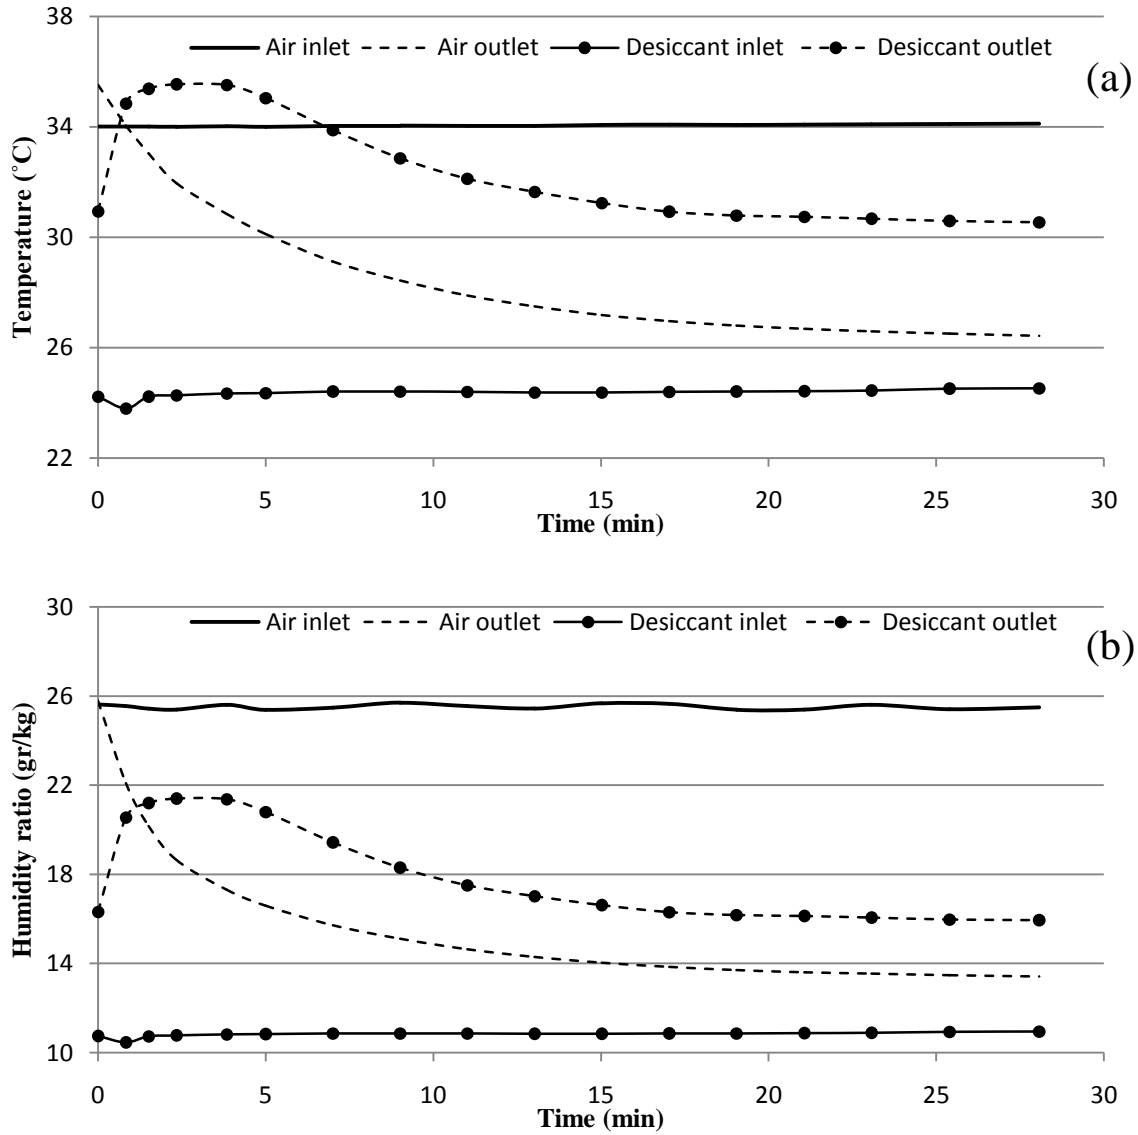 38
Air inlet Air outlet Desiccant inlet Desiccant outlet
(a)
34
30
26
22
Temperature (˚C)
0 5 10 15 20 25 30
Time (min)
30
Air inlet Air outlet Desiccant inlet Desiccant outlet
(b)
26
22
18
14
10
Humidity ratio (gr/kg)
0 5 10 15 20 25 30
Time (min)